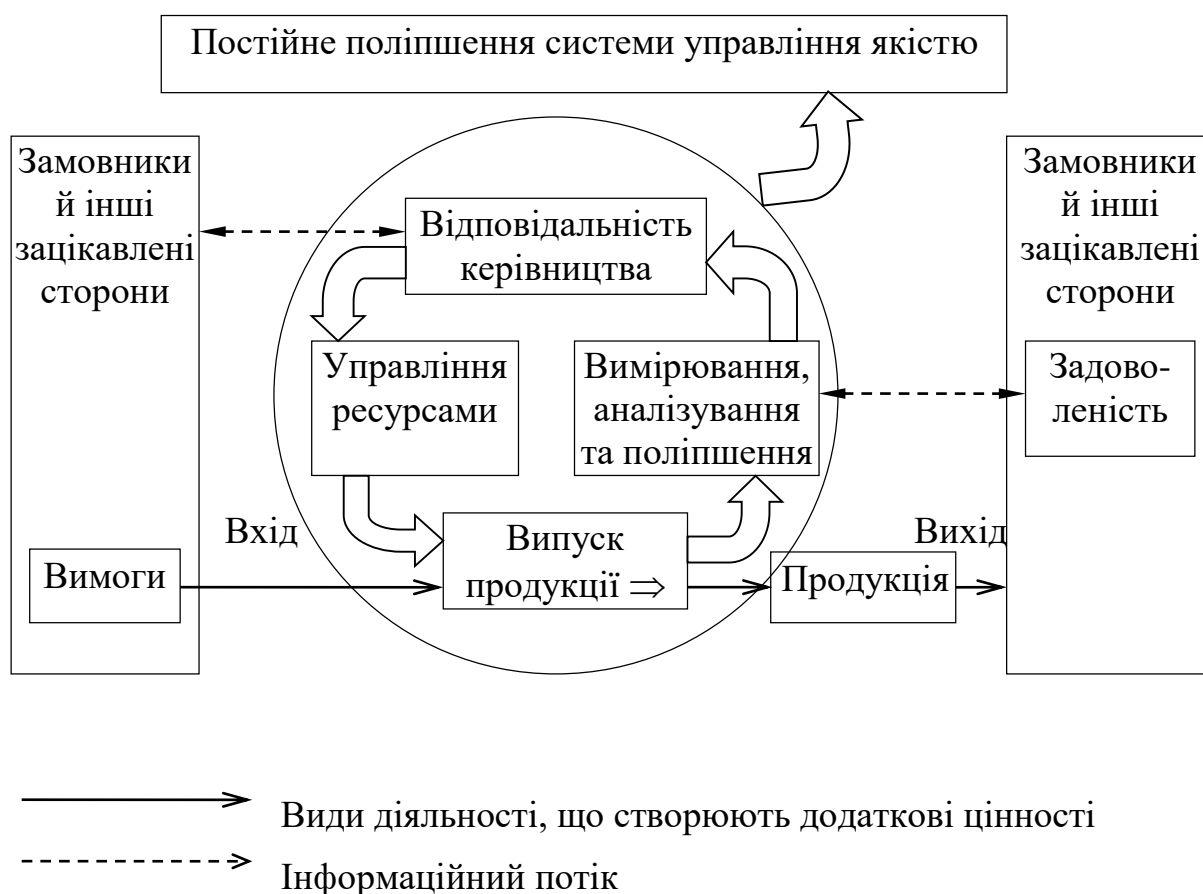 Постійне поліпшення системи управління якістю
Замовники
й інші
зацікавлені
сторони
Вимоги
Вхід
Відповідальність
керівництва
Управління
ресурсами
Вимірювання,
аналізування
та поліпшення
Випуск
продукції ⇒
Продукція
Вихід
Замовники
й інші
зацікавлені
сторони
Задово-
леність
Види діяльності, що створюють додаткові цінності
Інформаційний потік